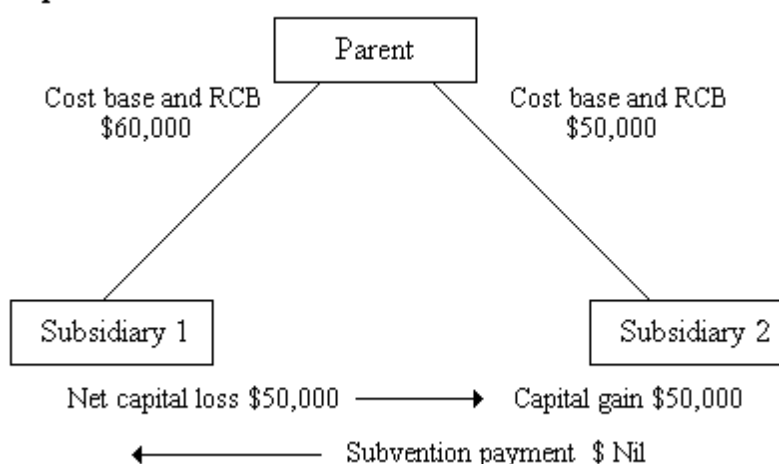 Parent
Cost base and RCB
$60,000
Cost base and RCB
$50,000
Subsidiary 1
Subsidiary 2
Net capital loss $50,000
Capital gain $50,000
Subvention payment $ Nil